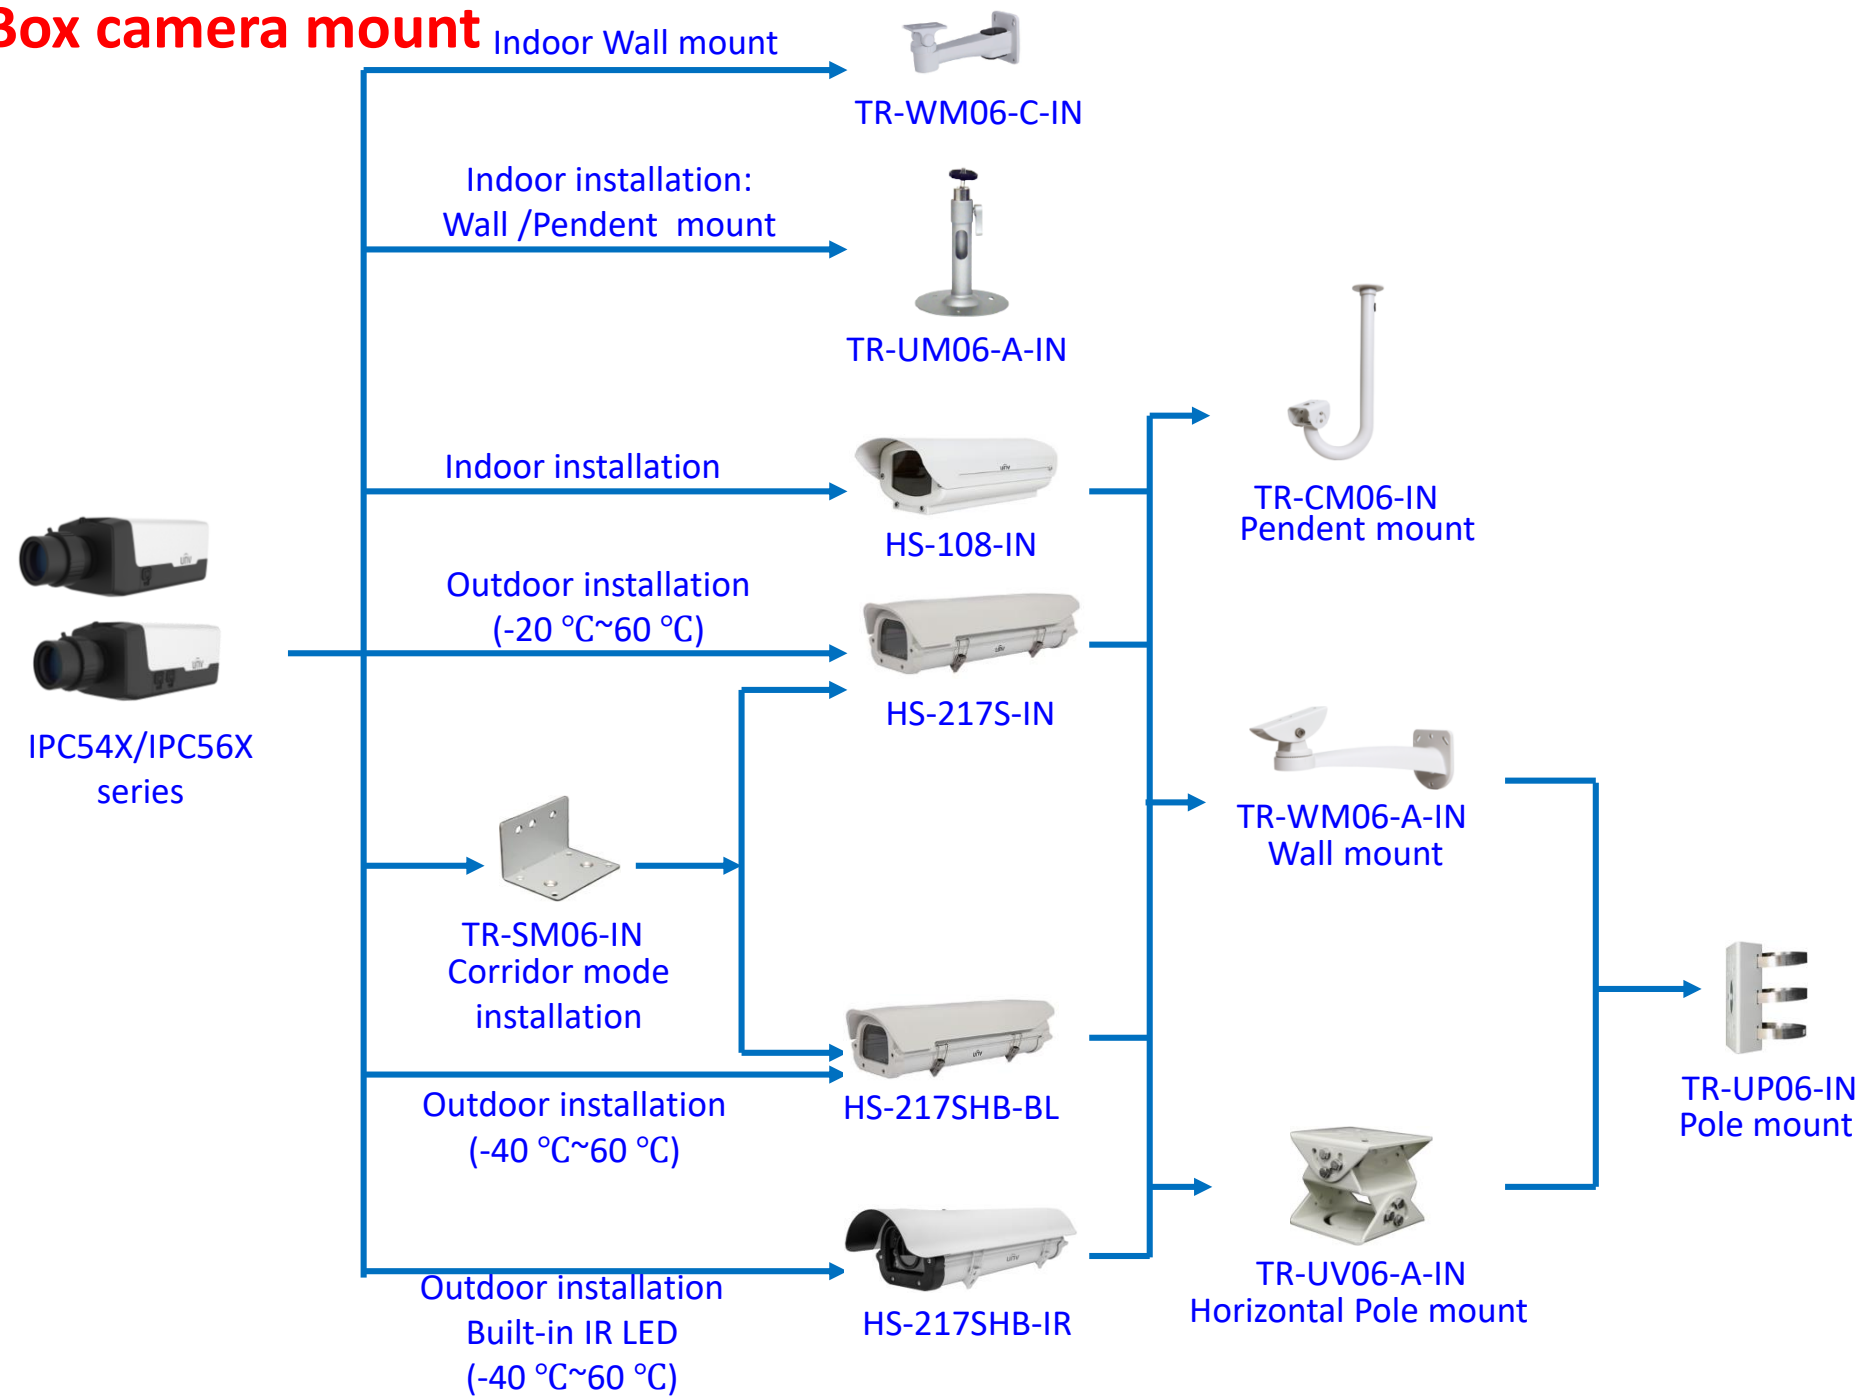 Box camera mount
Indoor Wall mount
TR-WM06-C-IN
Indoor installation:
Wall /Pendent mount
TR-UM06-A-IN
Indoor installation
HS-108-IN
TR-CM06-IN
Pendent mount
Outdoor installation
(-20 ℃~60 ℃)
HS-217S-IN
IPC54X/IPC56X
series
TR-WM06-A-IN
Wall mount
TR-SM06-IN
Corridor mode
installation
HS-217SHB-BL
Outdoor installation
(-40 ℃~60 ℃)
TR-UP06-IN
Pole mount
TR-UV06-A-IN
Horizontal Pole mount
HS-217SHB-IR
Outdoor installation
Built-in IR LED
(-40 ℃~60 ℃)